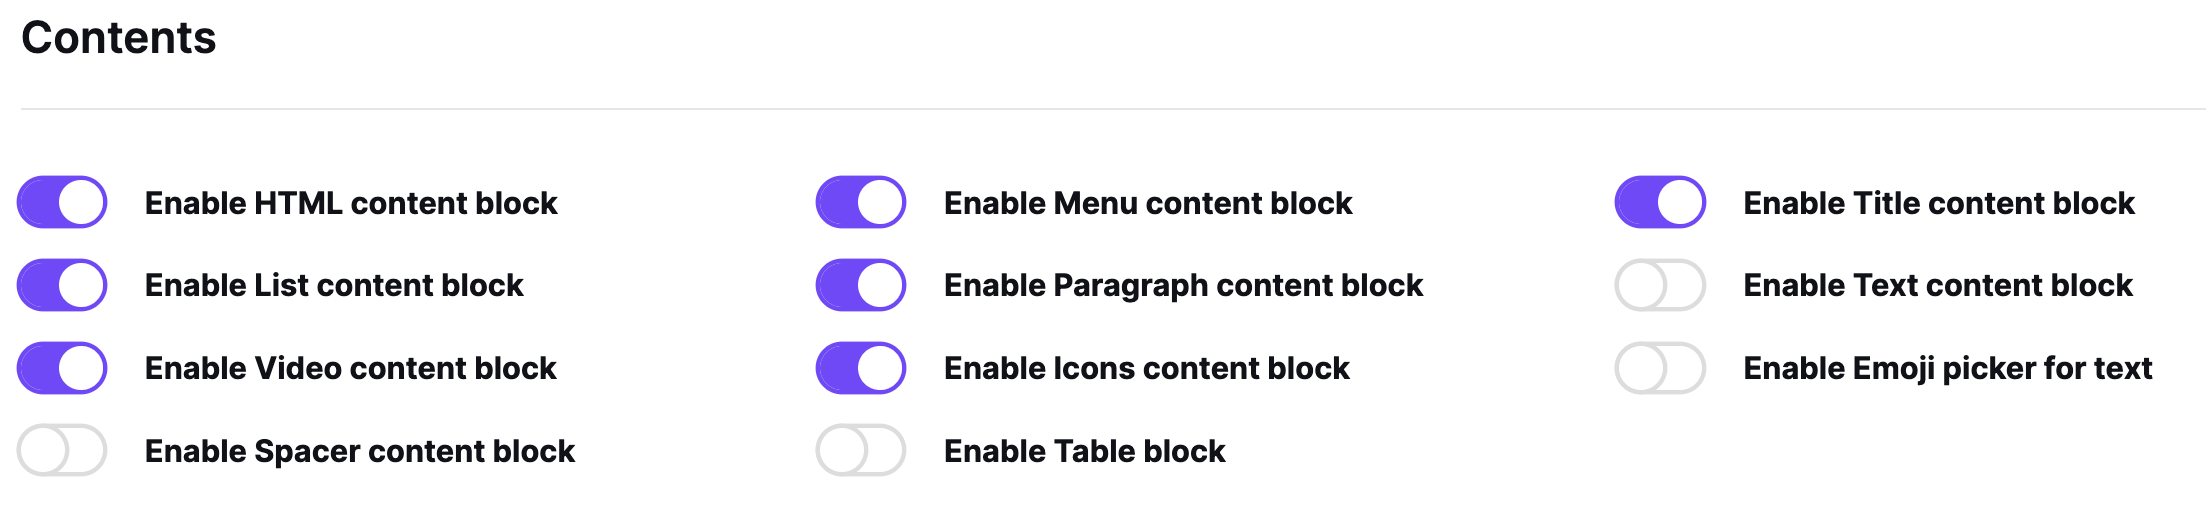 Contents
Enable HTML content block
Enable Menu content block
Enable Title content block
Enable List content block
Enable Paragraph content block
Enable Text content block
Enable Video content block
Enable Icons content block
Enable Emoji picker for text
Enable Spacer content block
Enable Table block